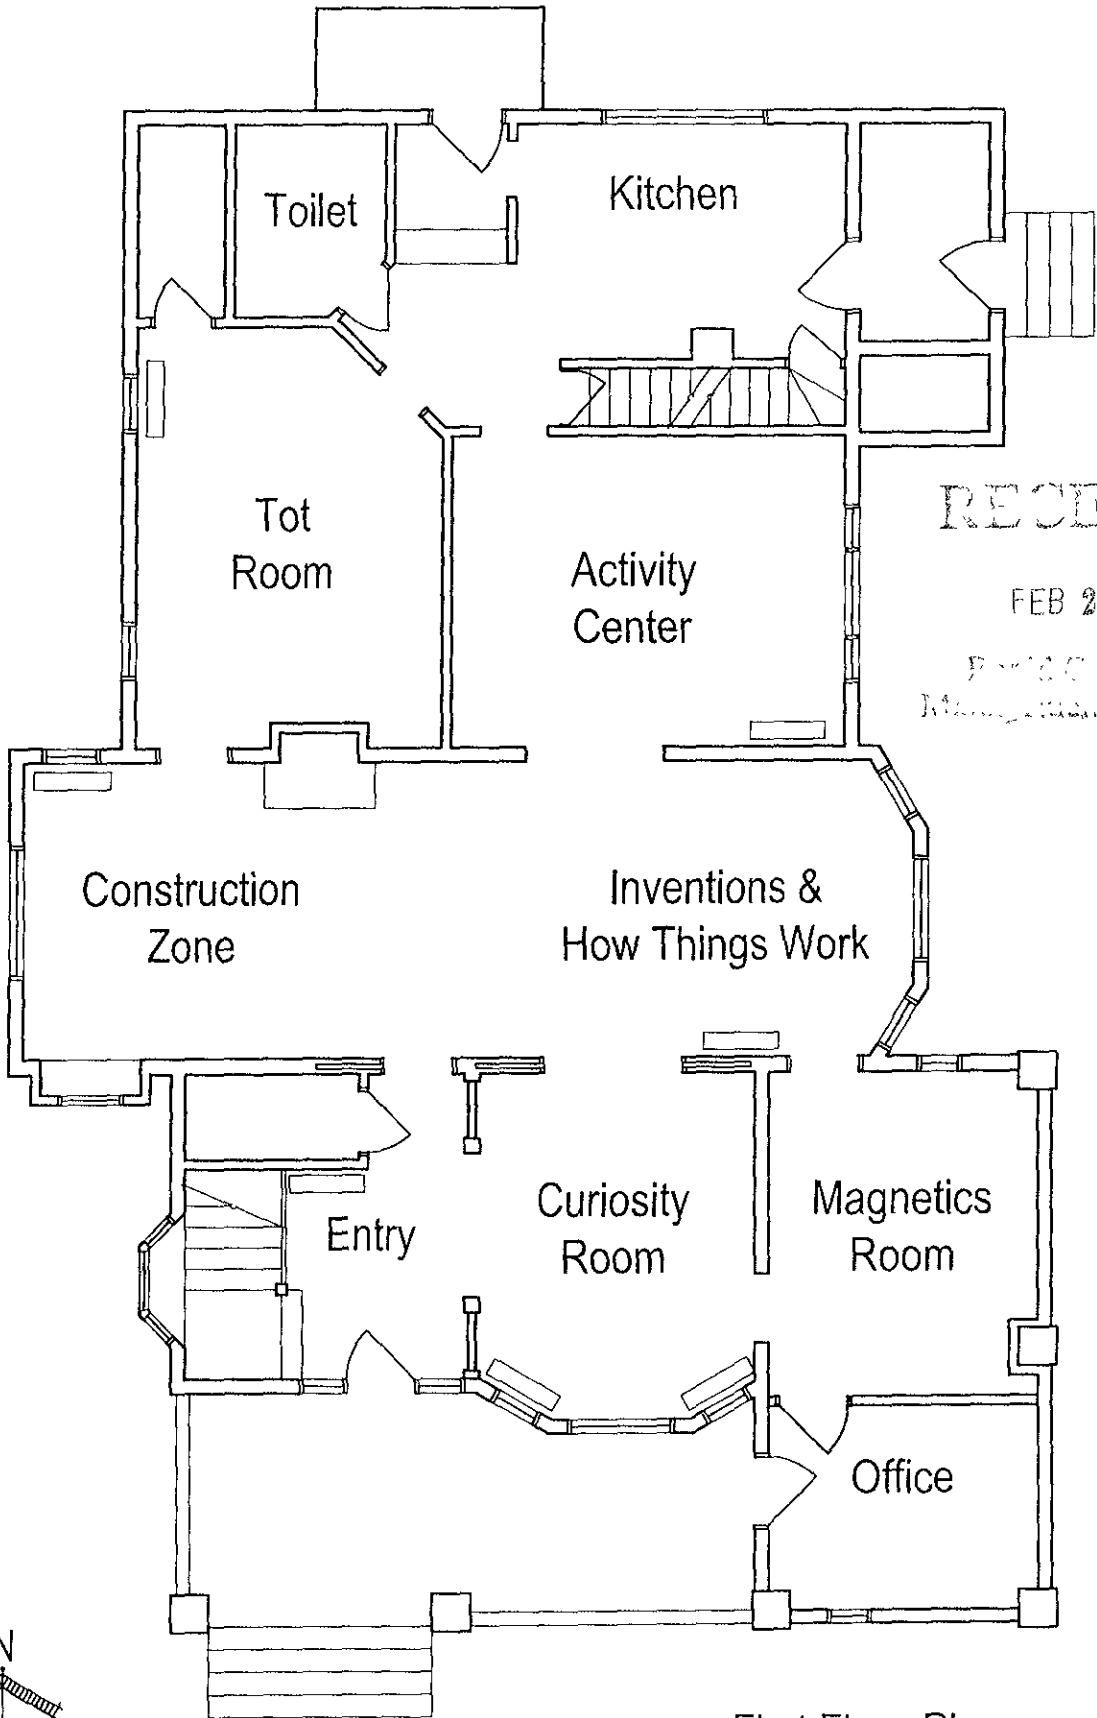 Toilet
Kitchen
Tot
Room
Activity
Center
FEB
Construction
Zone
Inventions &
How Things Work
Entry
Curiosity
Room
Magnetics
Room
Office
N